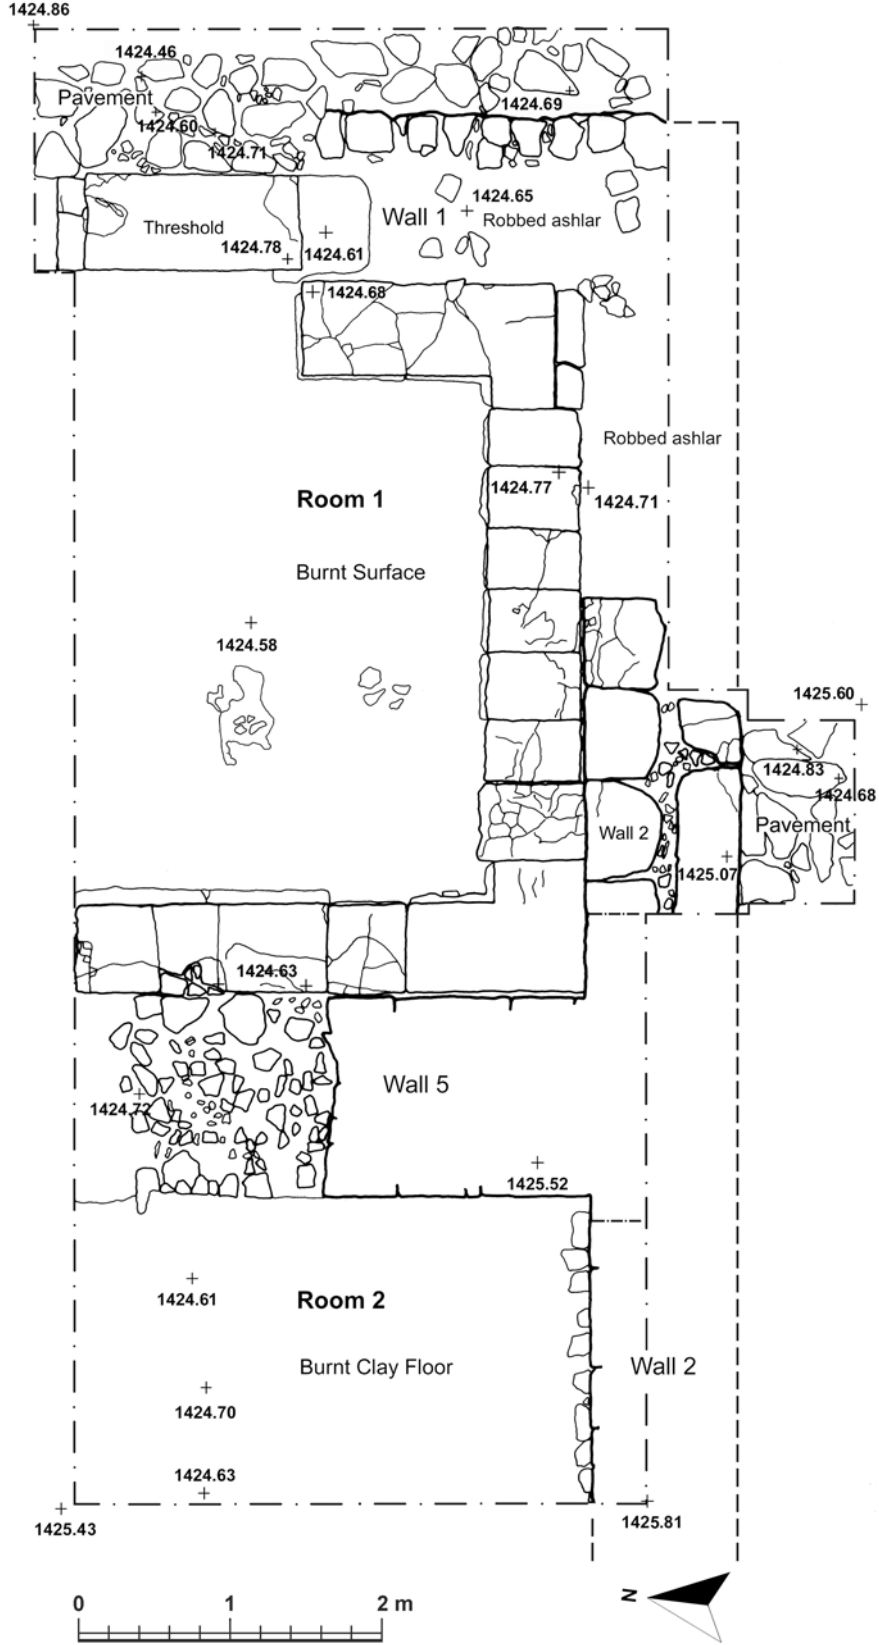 1424.86
1424.46
Pavement
1424.69
1424.60
1424.71
1424.65
Wall 1
Robbed ashlar
Threshold
1424.78
1424.61
1424.68
Robbed ashlar
1424.77
1424.71
Room 1
Burnt Surface
1424.58
1425.60
1424.83
1424.68
Pavement
Wall 2
1425.07
1424.63
Wall 5
1424.72
1425.52
1424.61
Room 2
Burnt Clay Floor
Wall 2
1424.70
1424.63
1425.43
1425.81
N
0 1 2 m